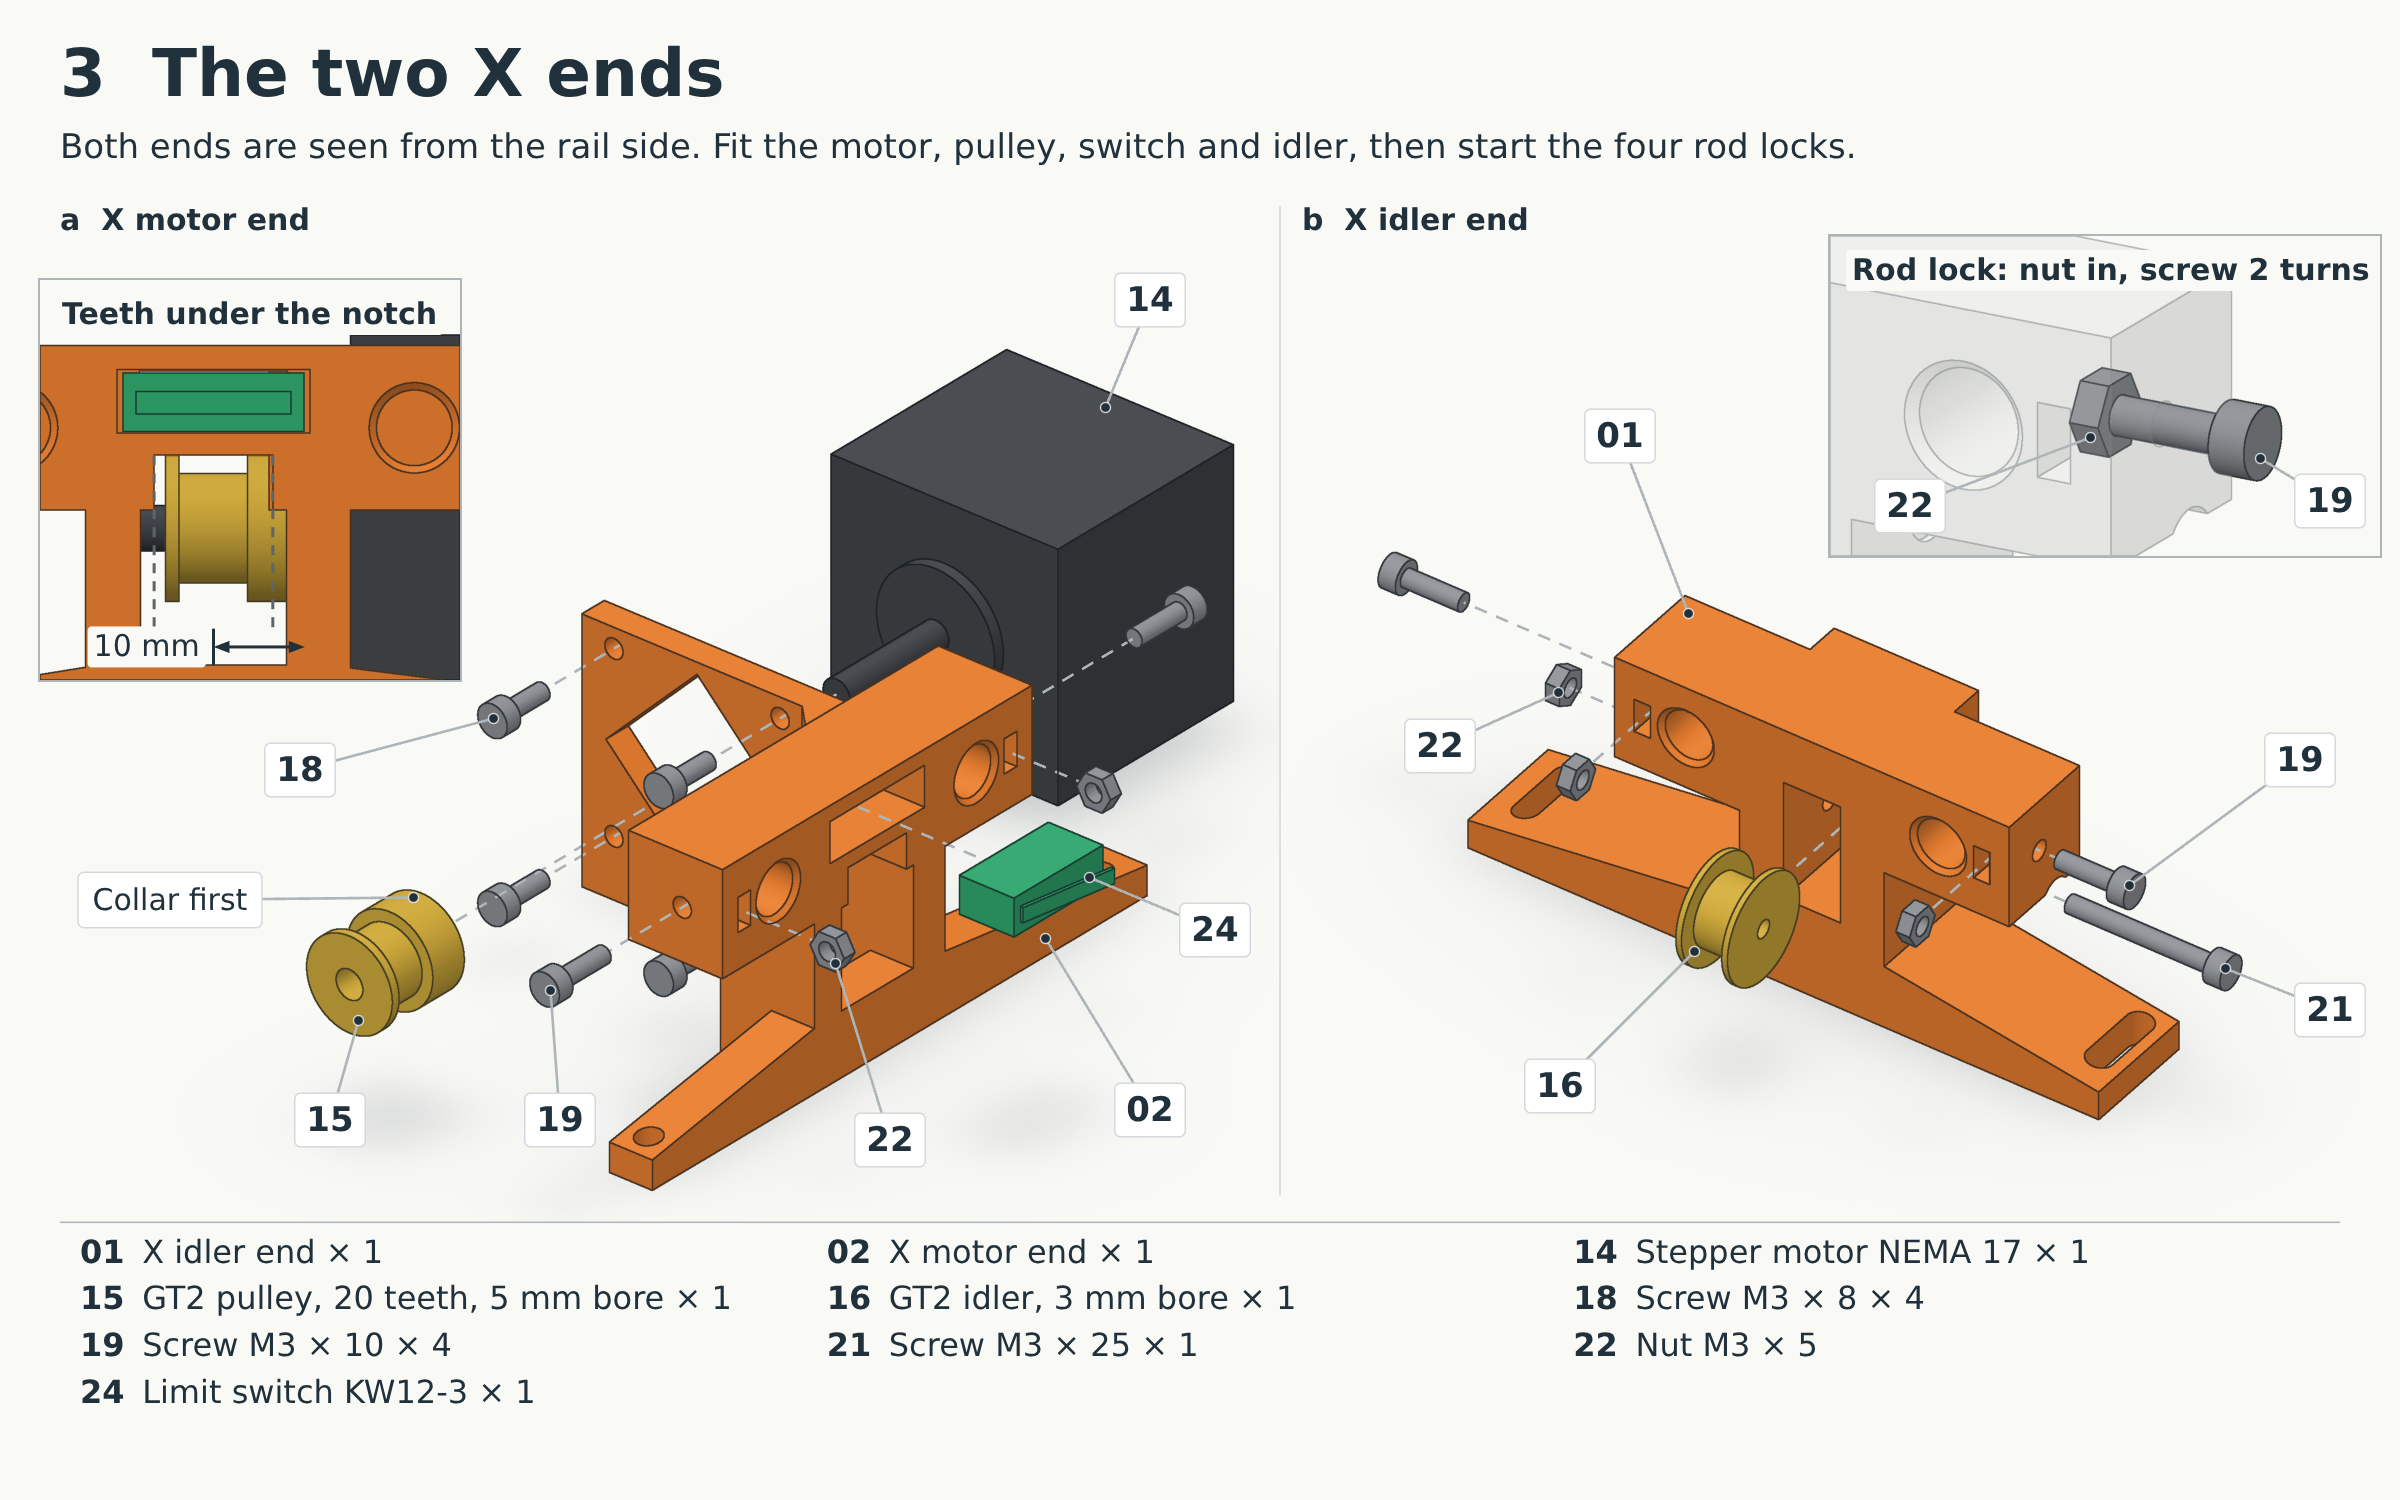 3 The two X ends
Both ends are seen from the rail side. Fit the motor, pulley, switch and idler, then start the four rod locks.
a X motor end
Teeth under the notch
10 mm
14
18
Collar first
15
19
22
02
24
b X idler end
Rod lock: nut in, screw 2 turns
22
19
01
22
19
21
16
01 X idler end × 1
02 X motor end × 1
14 Stepper motor NEMA 17 × 1
15 GT2 pulley, 20 teeth, 5 mm bore × 1
16 GT2 idler, 3 mm bore × 1
18 Screw M3 × 8 × 4
19 Screw M3 × 10 × 4
21 Screw M3 × 25 × 1
22 Nut M3 × 5
24 Limit switch KW12-3 × 1